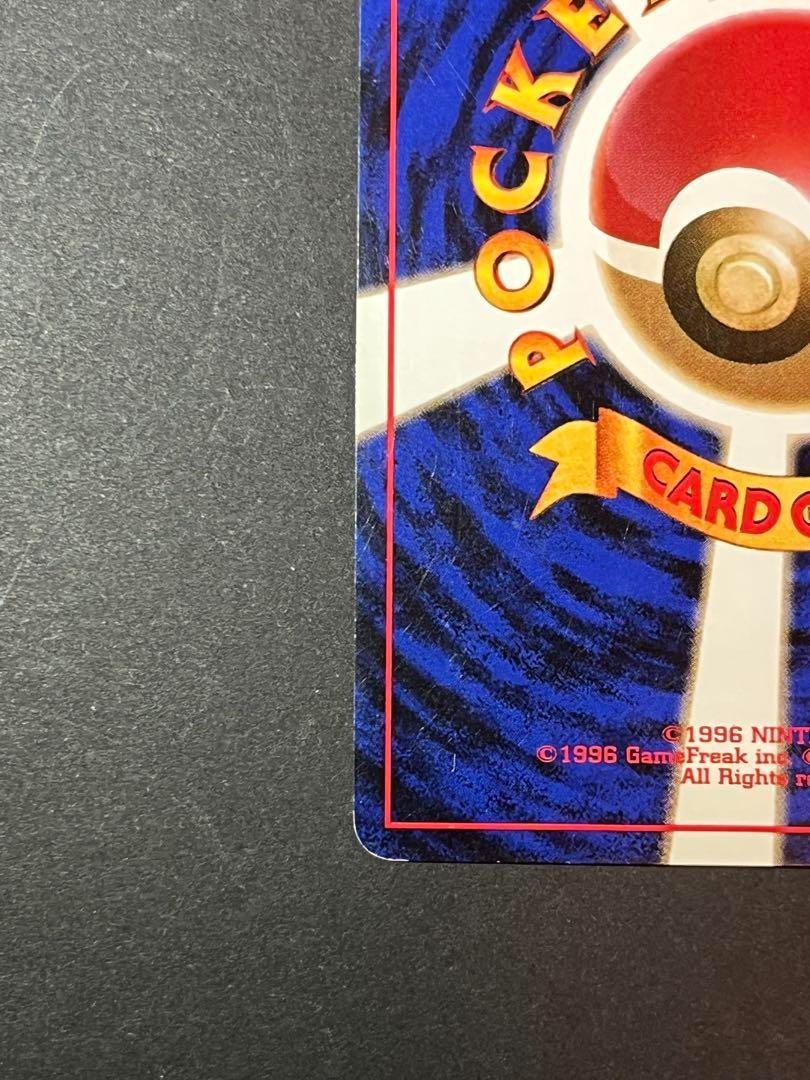 POCKE
CARD
©1996 NINT
©1996 GameFreak inc.
All Rights